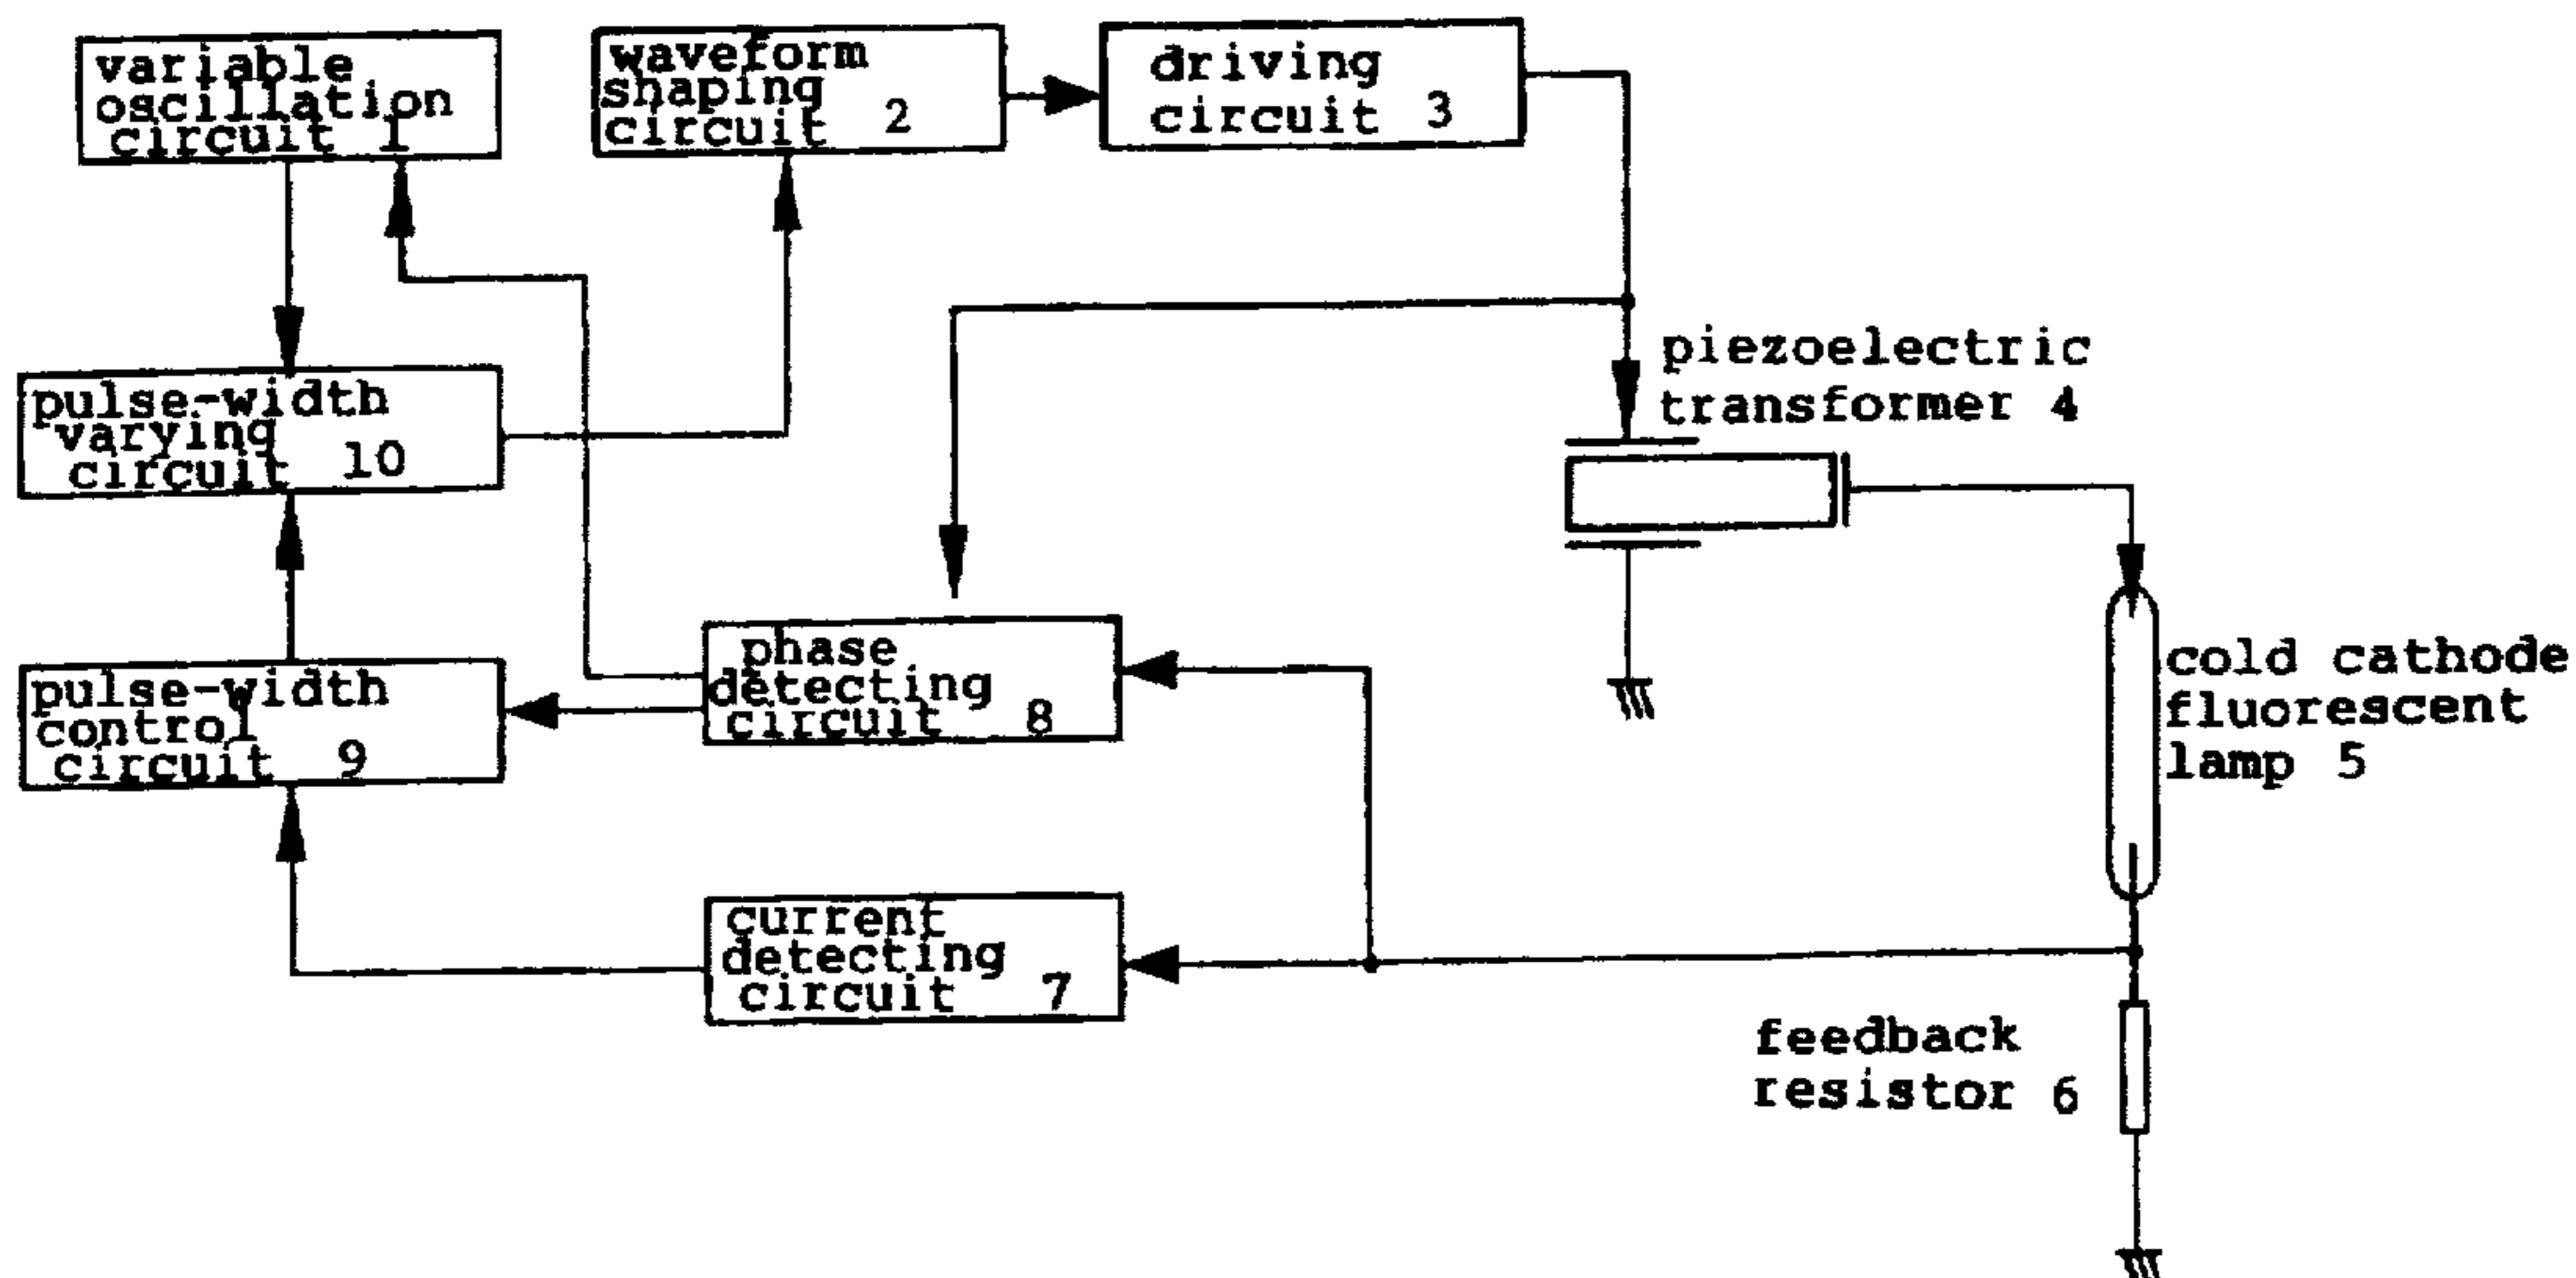 variable
oscillation
circuit 1
waveform
shaping
circuit 2
driving
circuit 3
piezoelectric
transformer 4
pulse-width
varying
circuit 10
phase
detecting
circuit 8
cold cathode
fluorescent
lamp 5
pulse-width
control
circuit 9
current
detecting
circuit 7
feedback
resistor 6